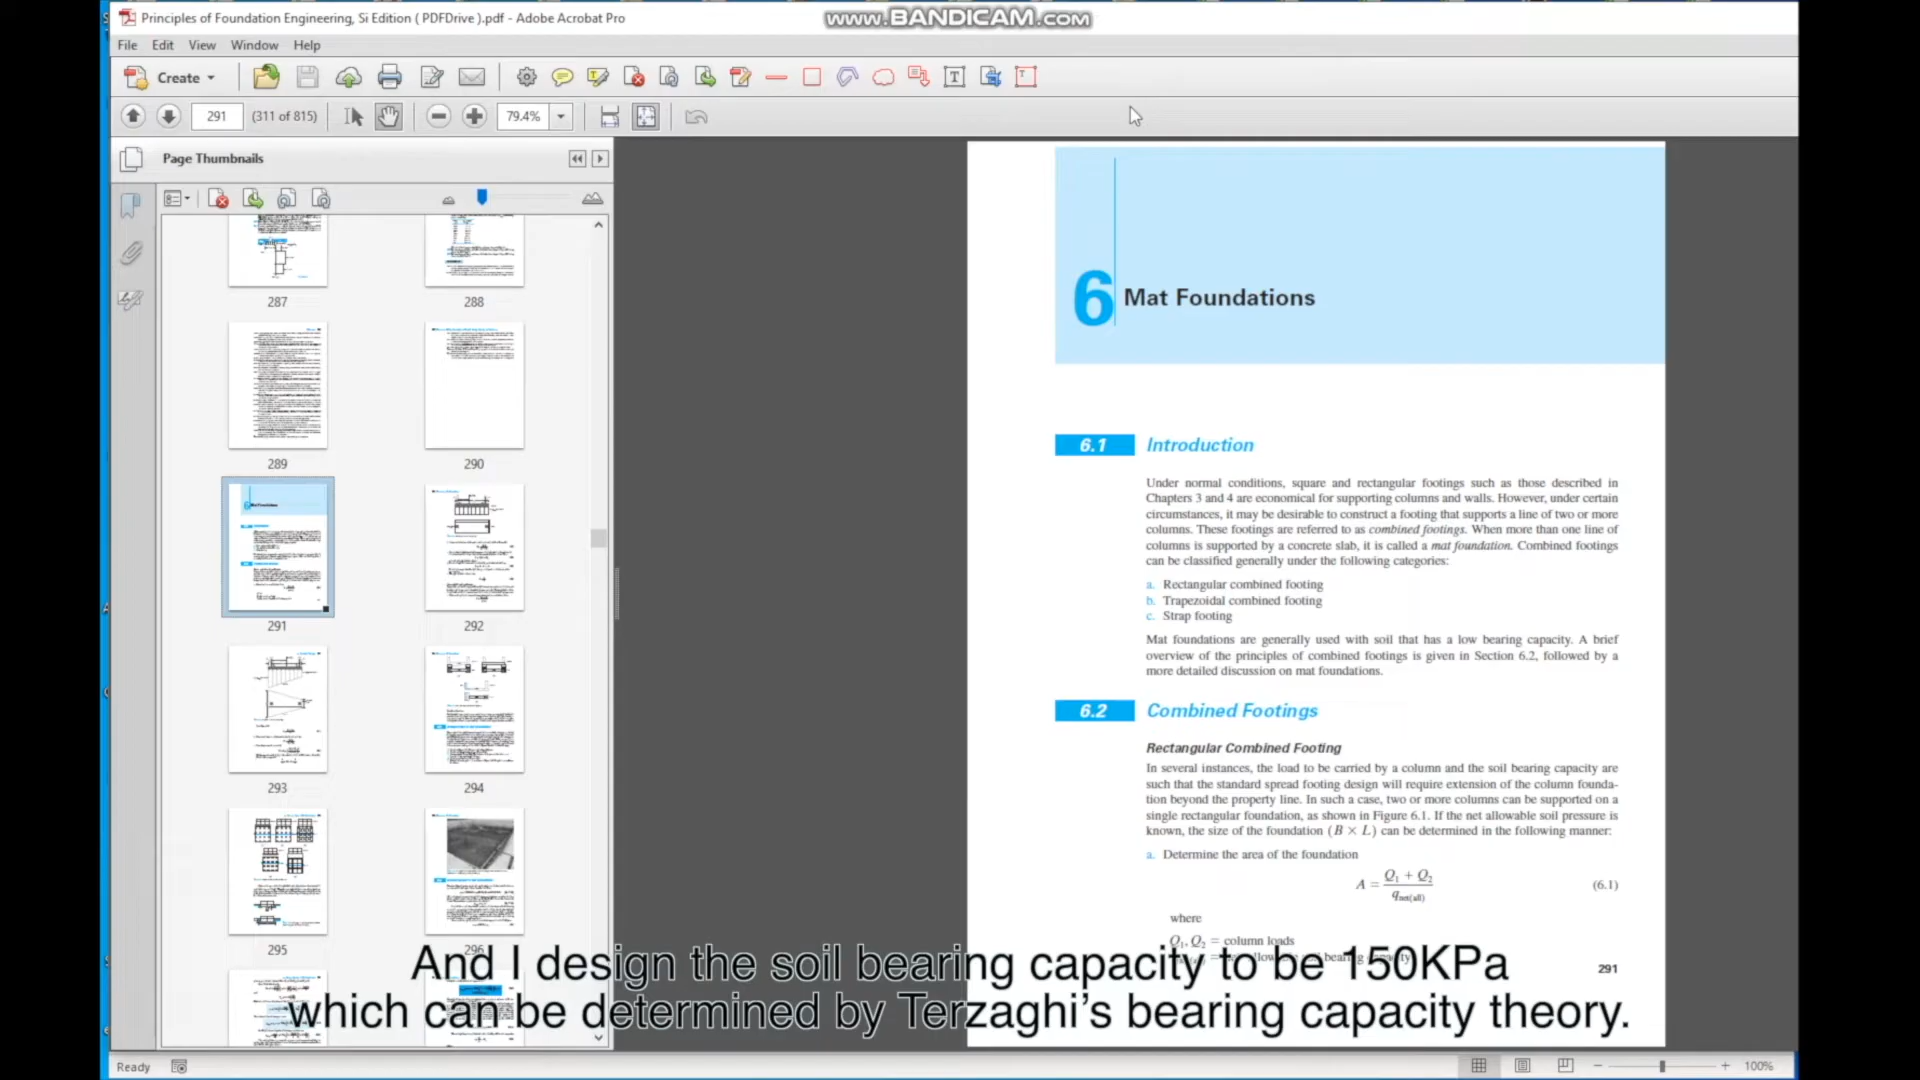 Principles of Foundation Engineering, Si Edition ( PDFDrive ).pdf - Adobe Acrobat Pro
www.BANDICAM.com
File Edit View Window Help
Create
291 (311 of 815) 79.4%
Page Thumbnails
287 288
289 290
291 292
293 294
295 296
6 Mat Foundations
6.1 Introduction
Under normal conditions, square and rectangular footings such as those described in
Chapters 3 and 4 are economical for supporting columns and walls. However, under certain
circumstances, it may be desirable to construct a footing that supports a line of two or more
columns. These footings are referred to as combined footings. When more than one line of
columns is supported by a concrete slab, it is called a mat foundation. Combined footings
can be classified generally under the following categories:
a. Rectangular combined footing
b. Trapezoidal combined footing
c. Strap footing
Mat foundations are generally used with soil that has a low bearing capacity. A brief
overview of the principles of combined footings is given in Section 6.2, followed by a
more detailed discussion on mat foundations.
6.2 Combined Footings
Rectangular Combined Footing
In several instances, the load to be carried by a column and the soil bearing capacity are
such that the standard spread footing design will require extension of the column founda-
tion beyond the property line. In such a case, two or more columns can be supported on a
single rectangular foundation, as shown in Figure 6.1. If the net allowable soil pressure is
known, the size of the foundation (B × L) can be determined in the following manner:
a. Determine the area of the foundation
A = (Q₁ + Q₂) / q_net(all) (6.1)
where
Q₁, Q₂ = column loads
291
And I design the soil bearing capacity to be 150KPa
which can be determined by Terzaghi's bearing capacity theory.
Ready 100%